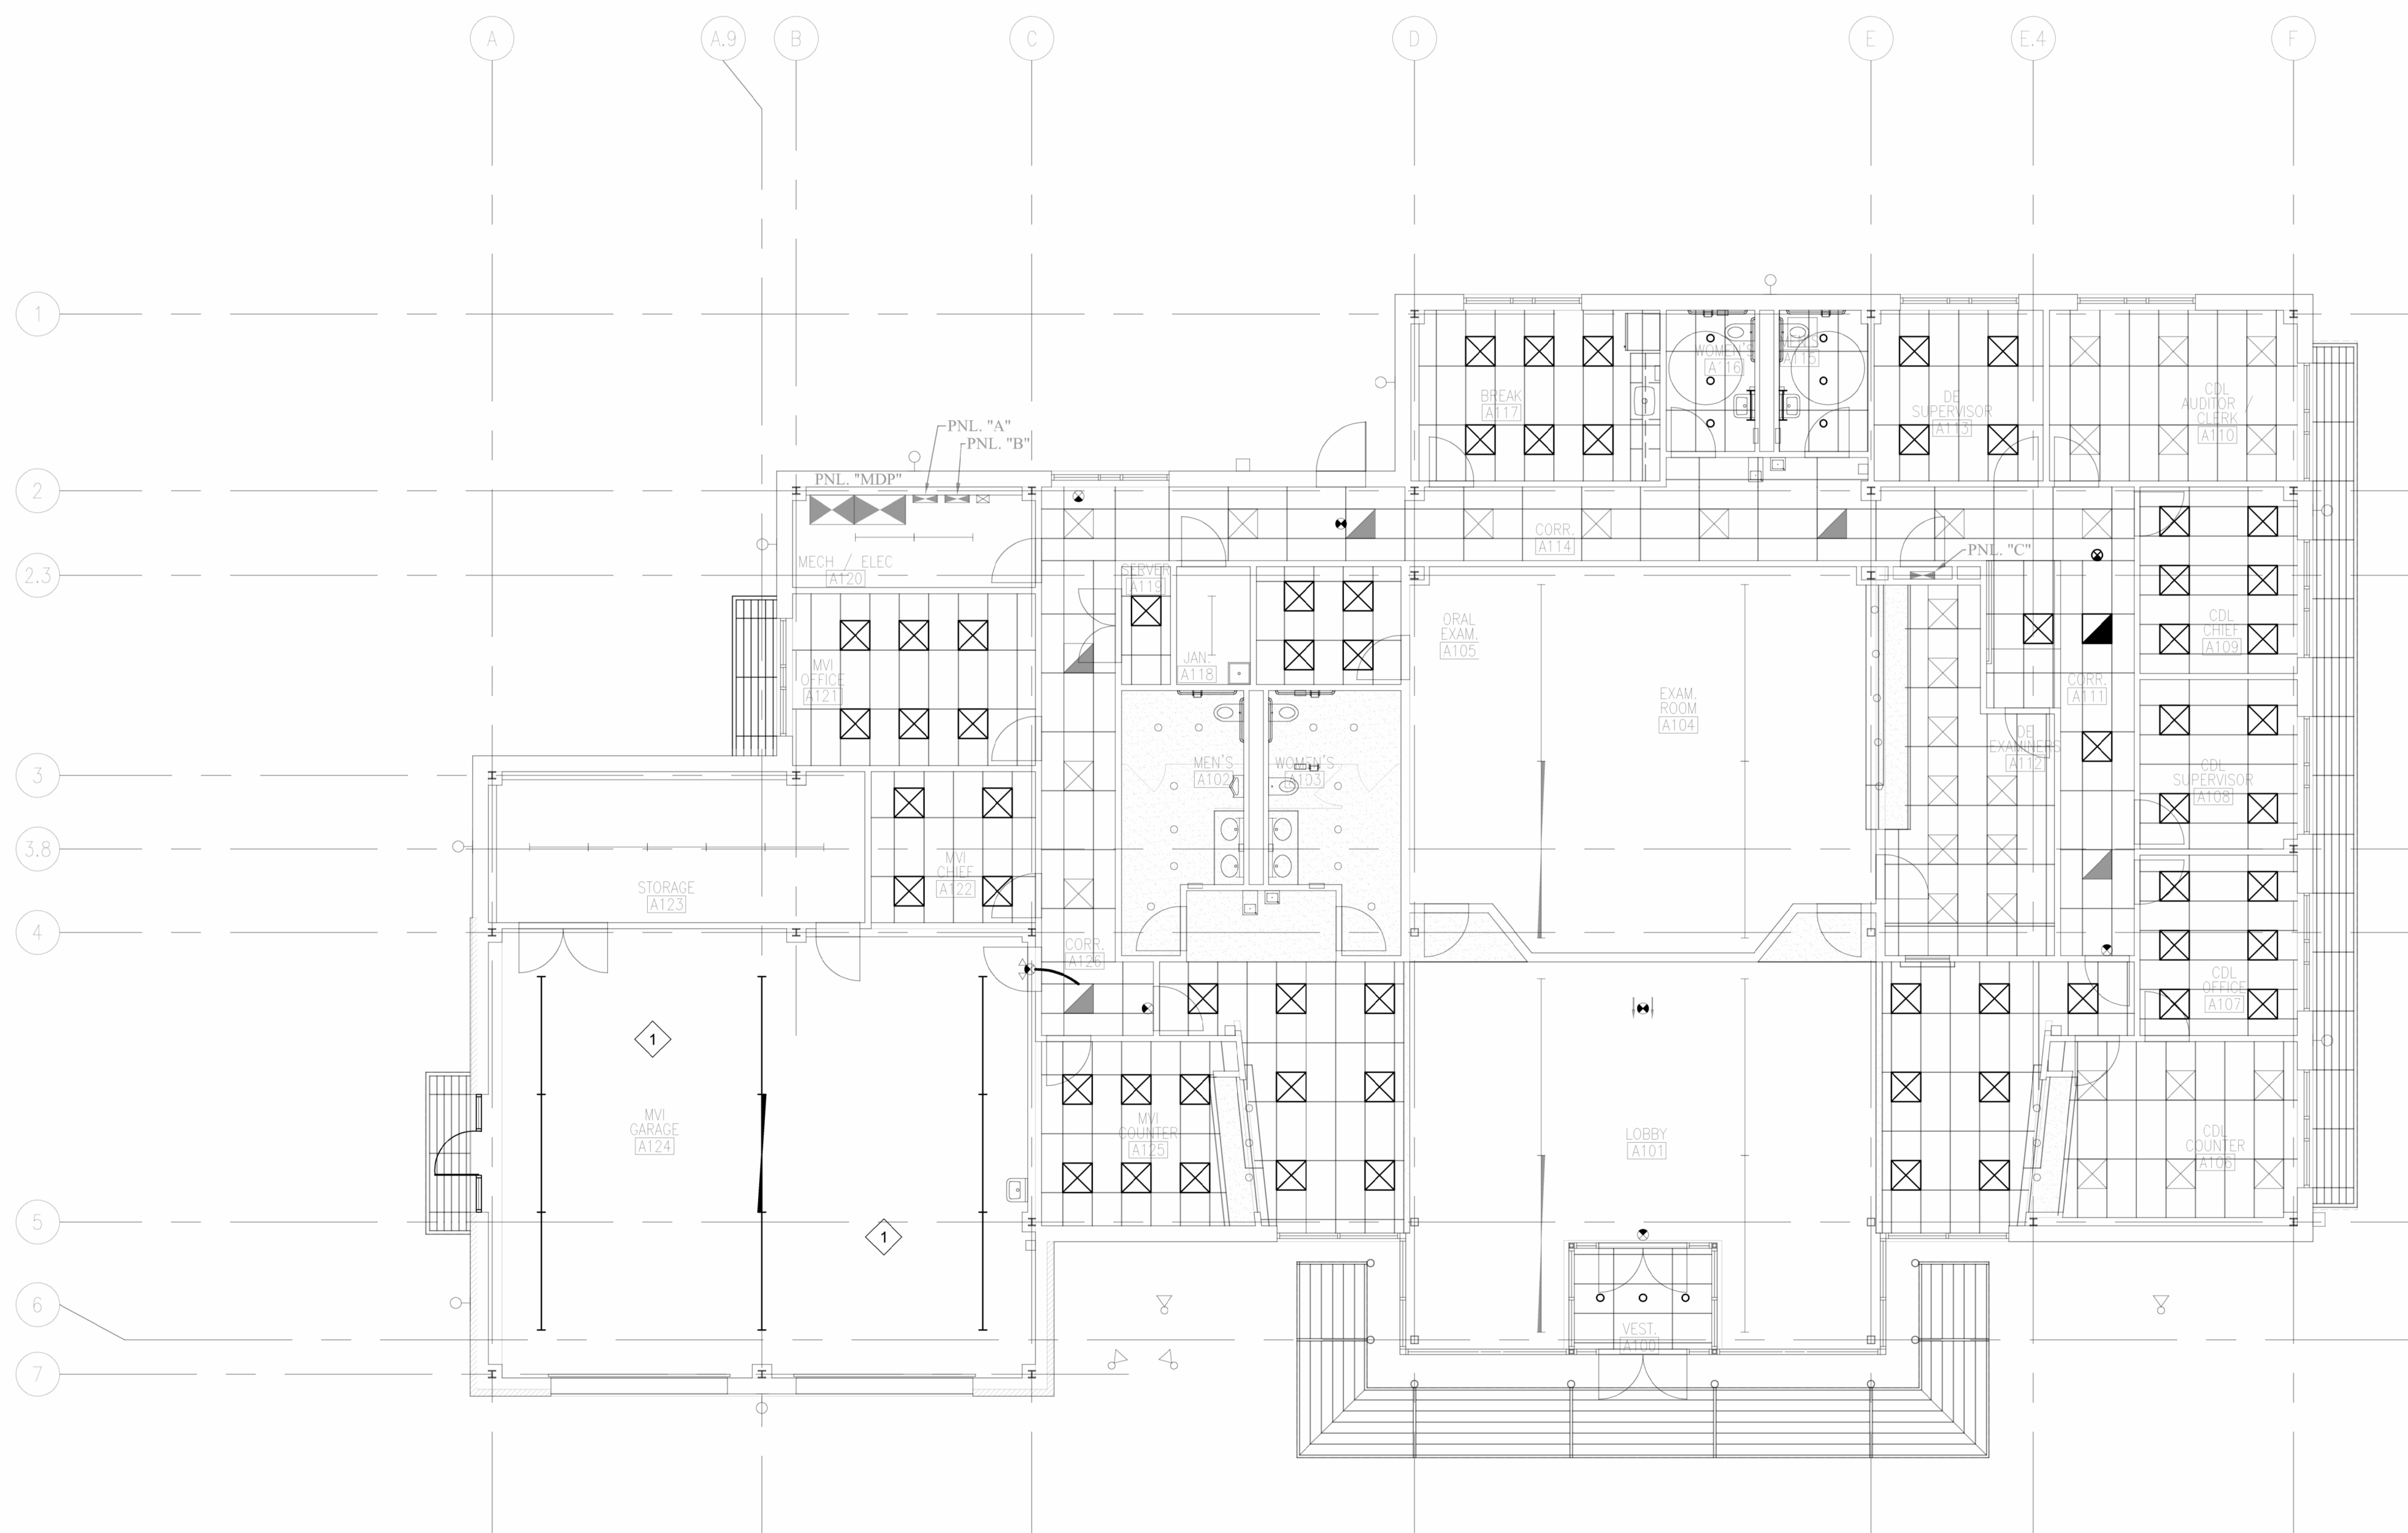 A
A.9
B
C
D
E
E.4
F
1
2
2.3
3
3.8
4
5
6
7
PNL. "A"
PNL. "B"
PNL. "MDP"
PNL. "C"
MECH / ELEC
A120
SERVER
A119
JAN.
A118
BREAK
A117
WOMEN'S
A116
A115
DE
SUPERVISOR
A113
CDL
AUDITOR /
CLERK
A110
CORR.
A114
ORAL
EXAM.
A105
EXAM.
ROOM
A104
CDL
CHIEF
A109
CORR.
A111
MVI
OFFICE
A121
MEN'S
A102
WOMEN'S
A103
DE
EXAMINERS
A112
CDL
SUPERVISOR
A108
STORAGE
A123
MVI
CHIEF
A122
CORR.
A126
CDL
OFFICE
A107
1
MVI
GARAGE
A124
MVI
COUNTER
A125
LOBBY
A101
CDL
COUNTER
A106
1
VEST.
A100